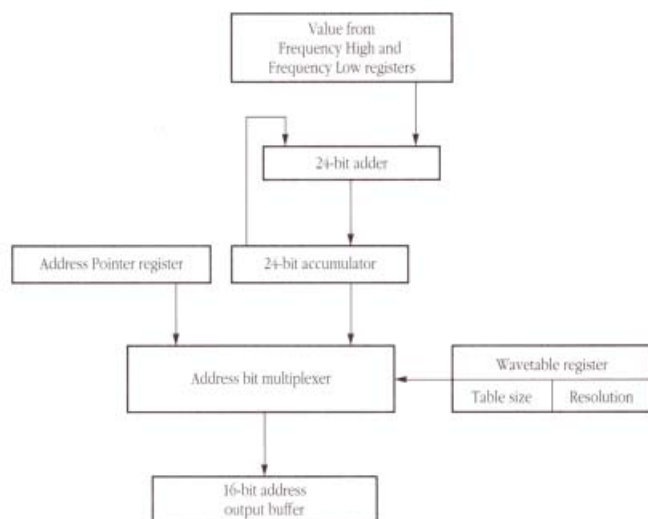 Value from
Frequency High and
Frequency Low registers
24-bit adder
Address Pointer register
24-bit accumulator
Address bit multiplexer
Wavetable register
Table size
Resolution
16-bit address
output buffer